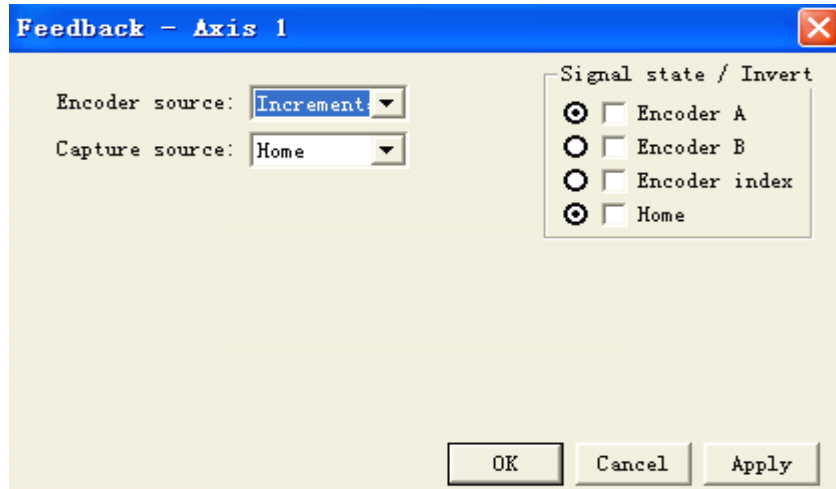 Feedback - Axis 1
Signal state / Invert
Encoder source: Increment
Encoder A
Capture source: Home
Encoder B
Encoder index
Home
OK Cancel Apply